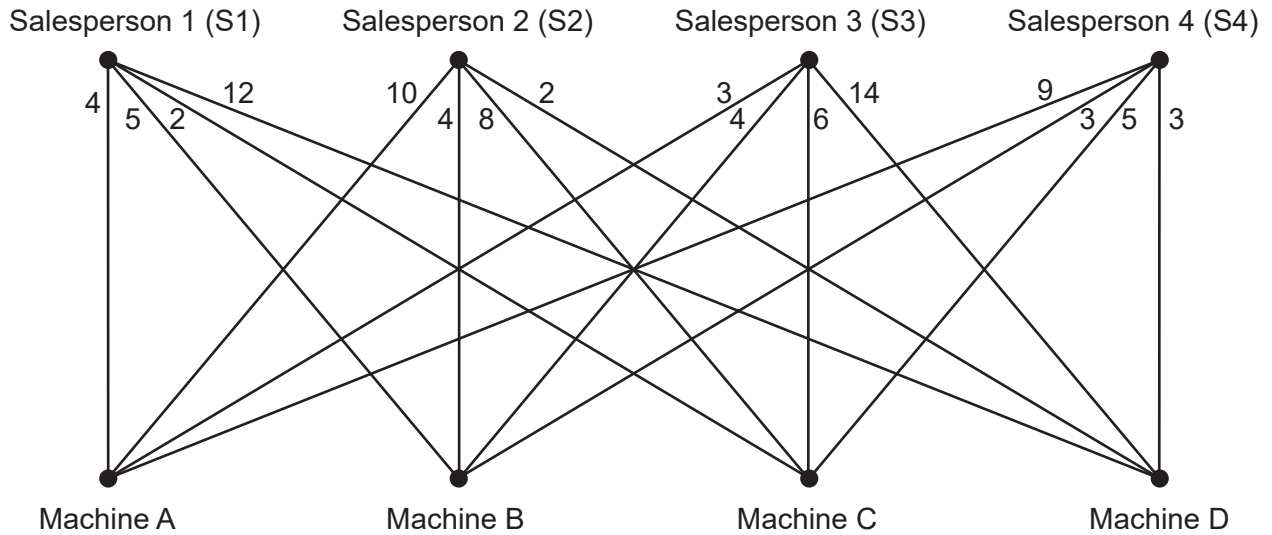 Salesperson 1 (S1) Salesperson 2 (S2) Salesperson 3 (S3) Salesperson 4 (S4)
4 5 2 12 10 4 8 2 3 4 6 14 9 3 5 3
Machine A Machine B Machine C Machine D